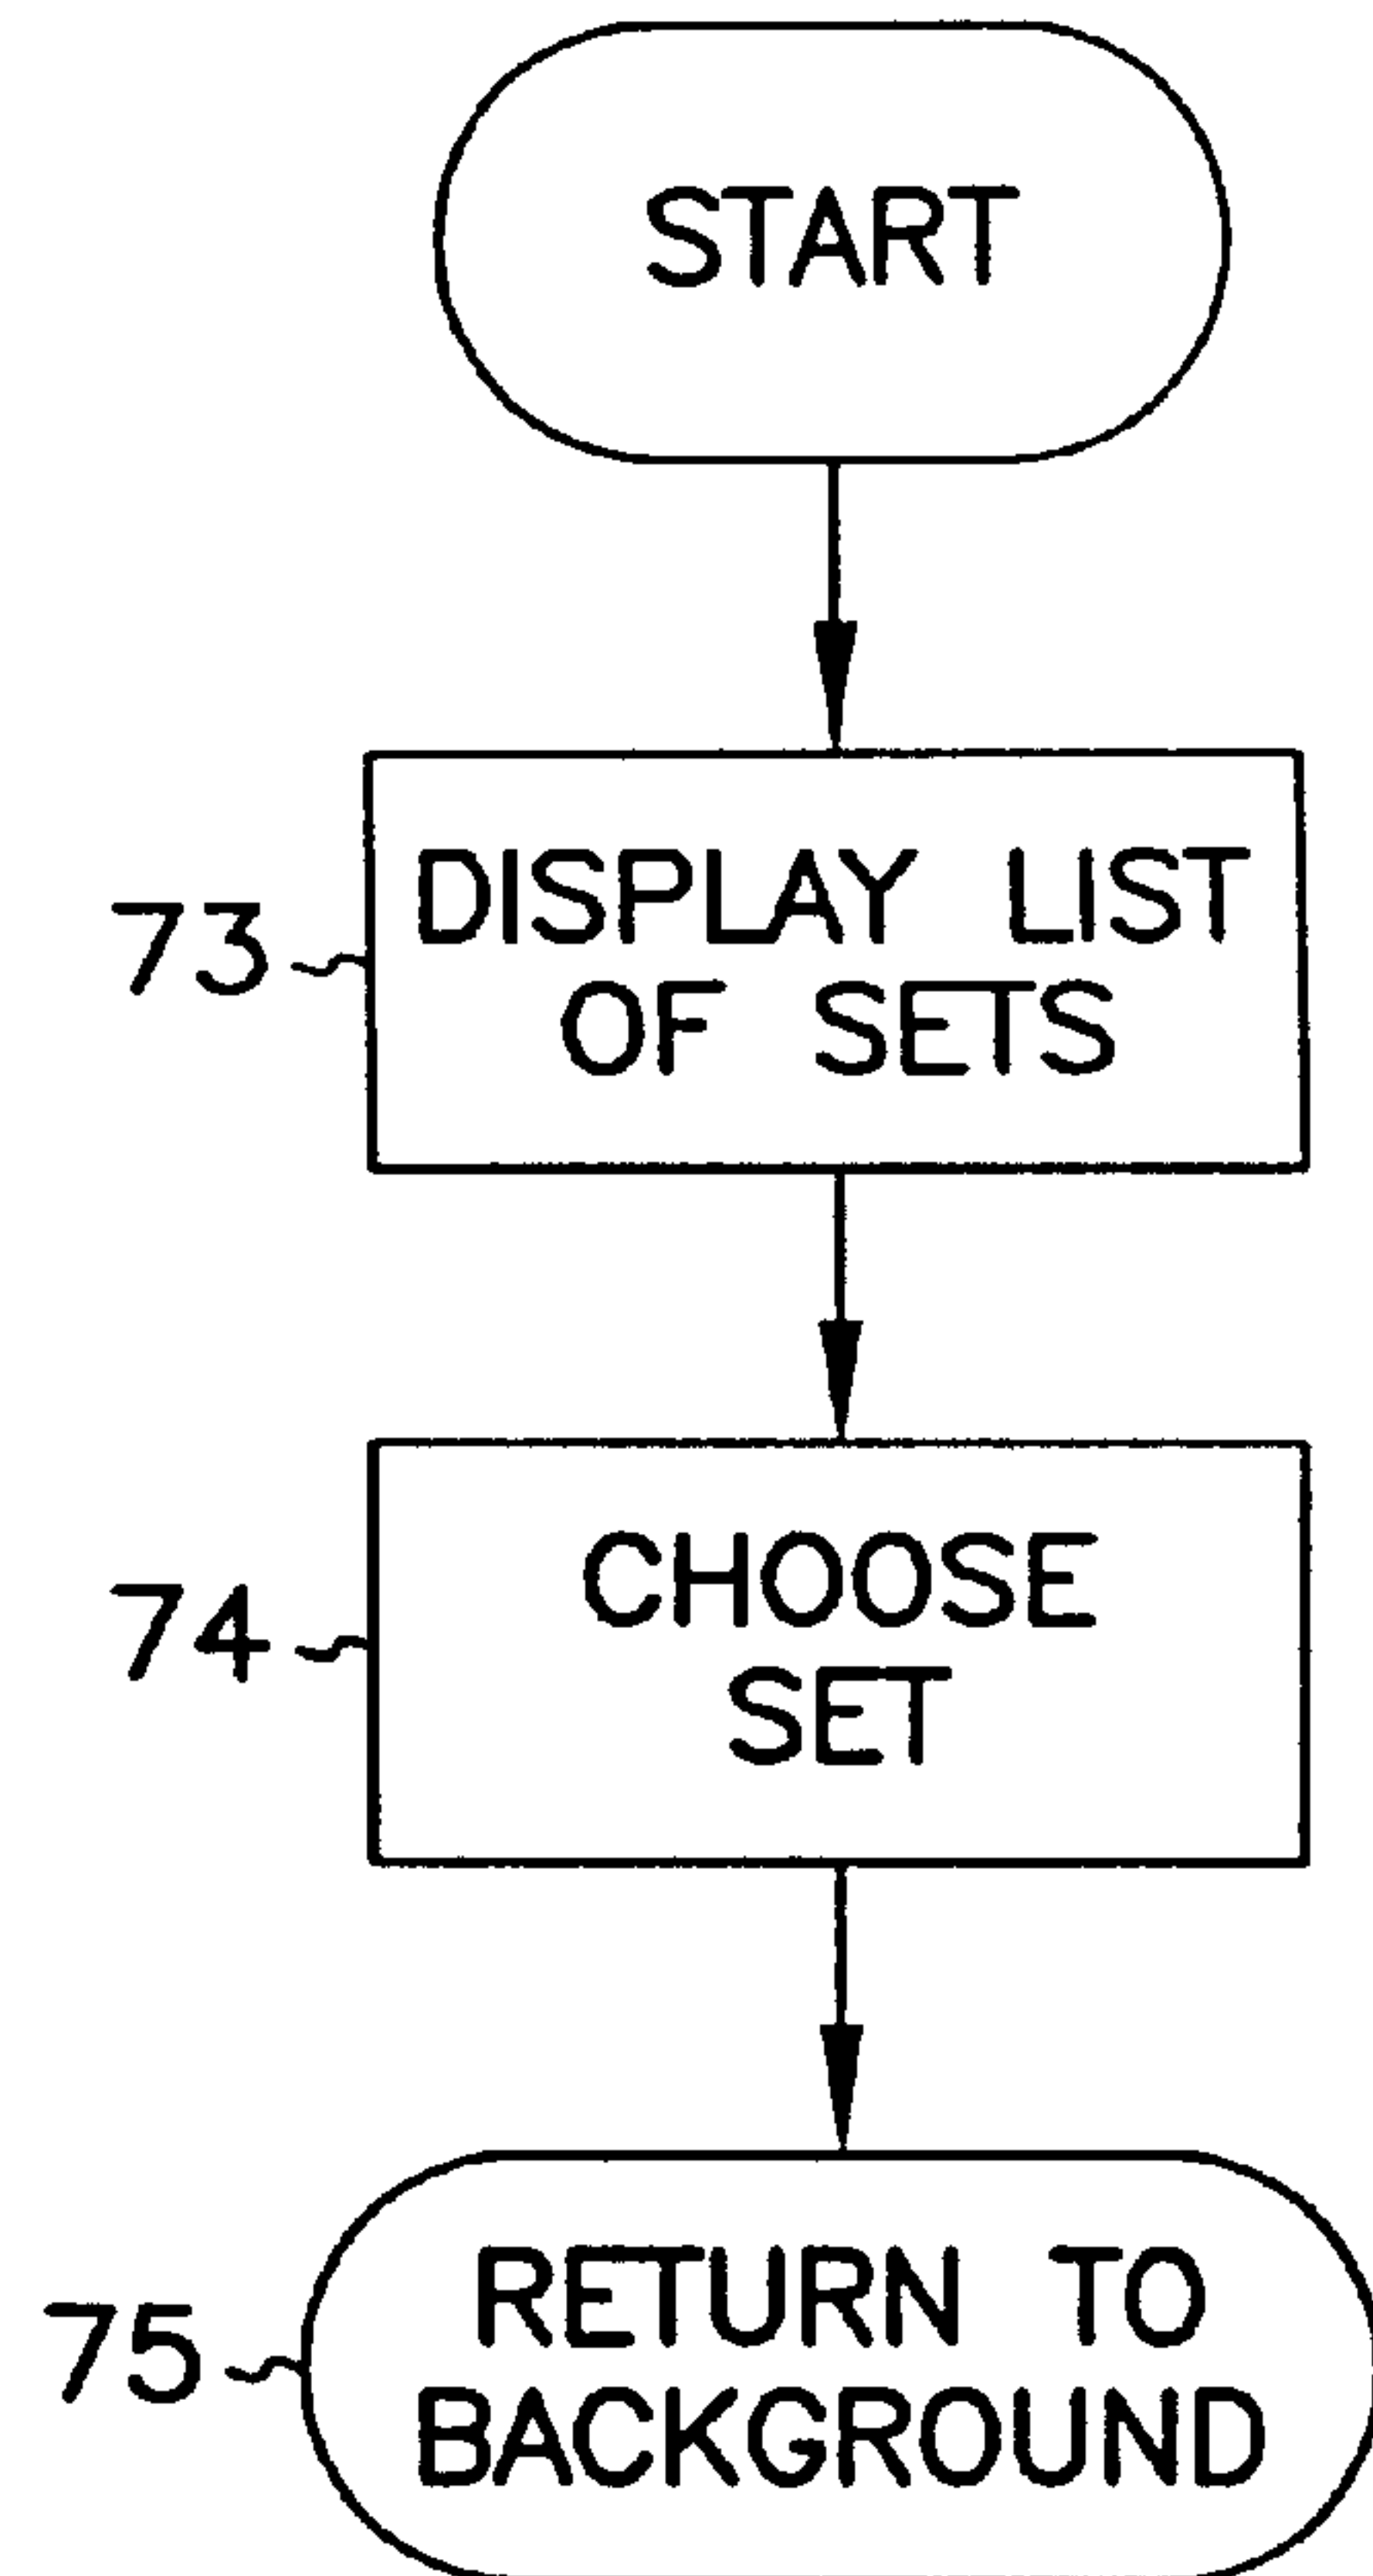 START
DISPLAY LIST
OF SETS
73
CHOOSE
SET
74
RETURN TO
BACKGROUND
75